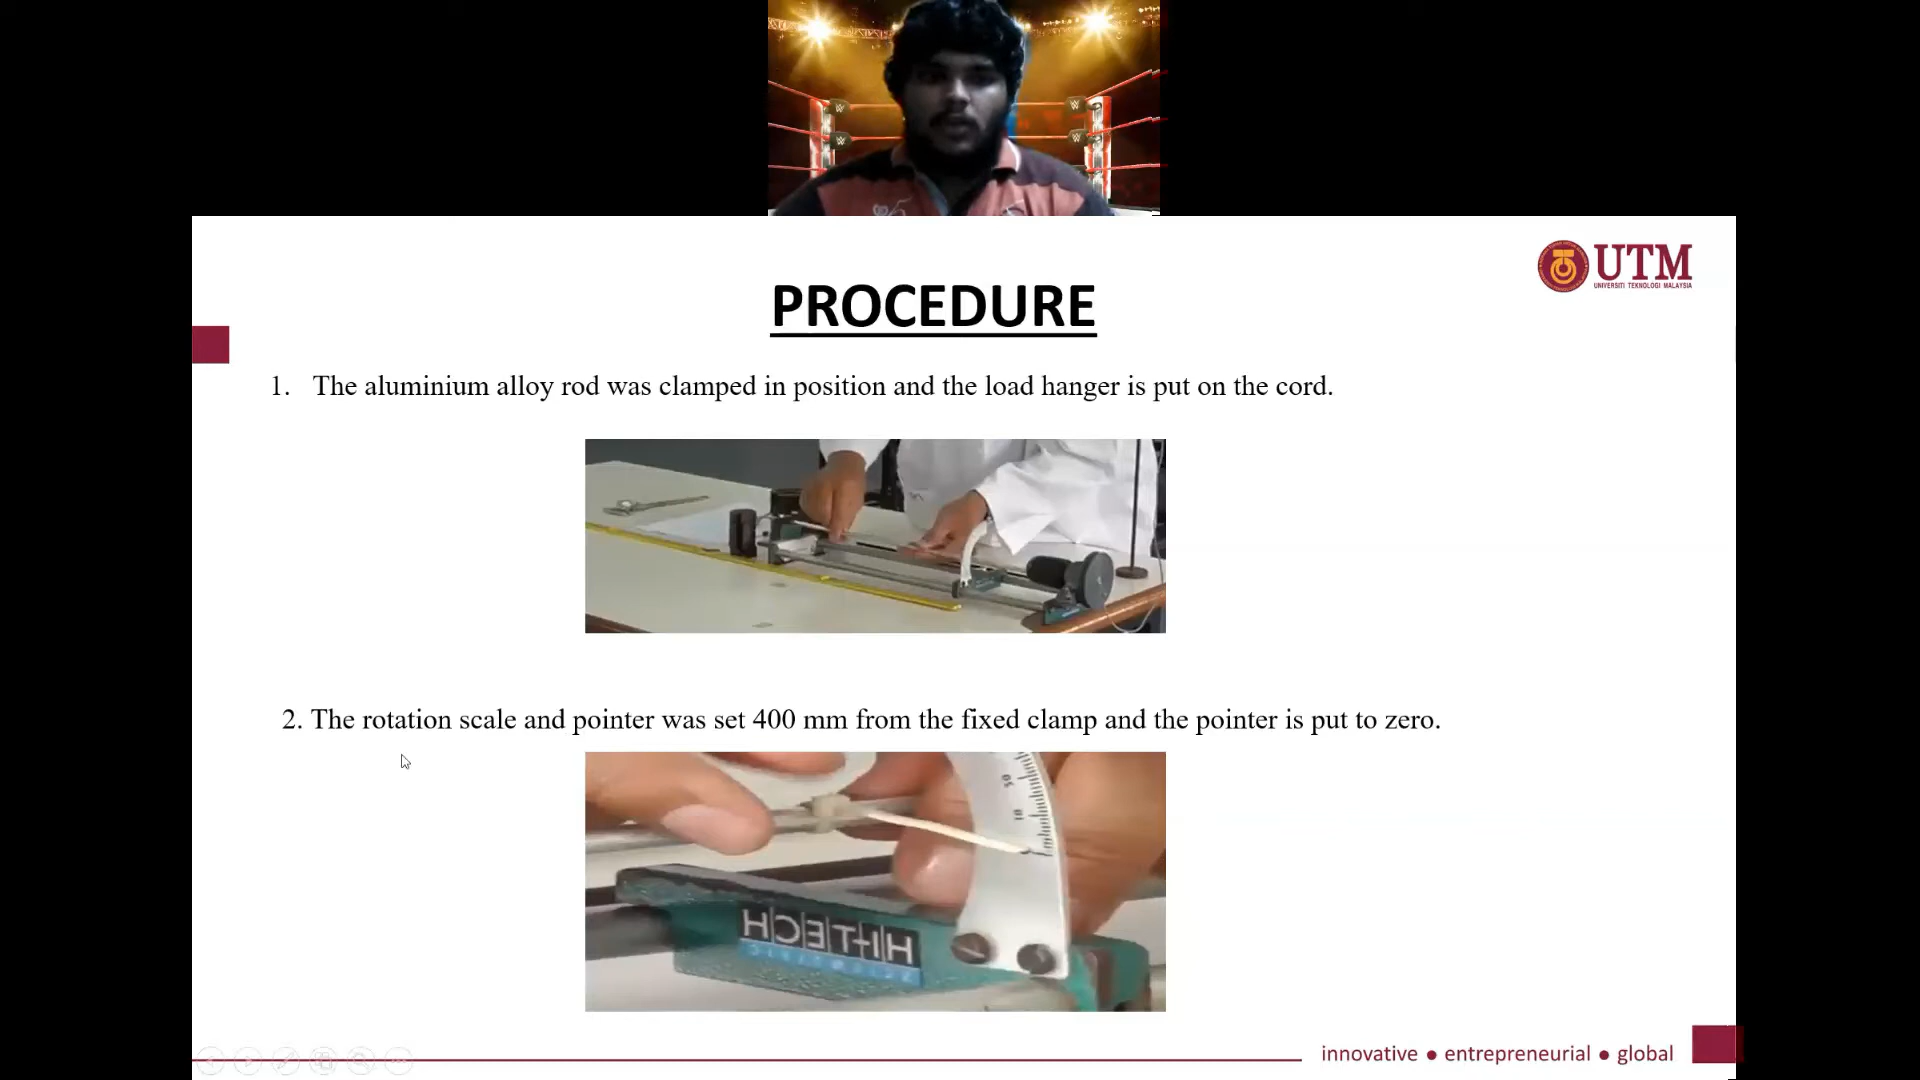 W
W
W
W
UTM
UNIVERSITI TEKNOLOGI MALAYSIA
PROCEDURE
1. The aluminium alloy rod was clamped in position and the load hanger is put on the cord.
2. The rotation scale and pointer was set 400 mm from the fixed clamp and the pointer is put to zero.
10
HI-TECH
innovative ● entrepreneurial ● global